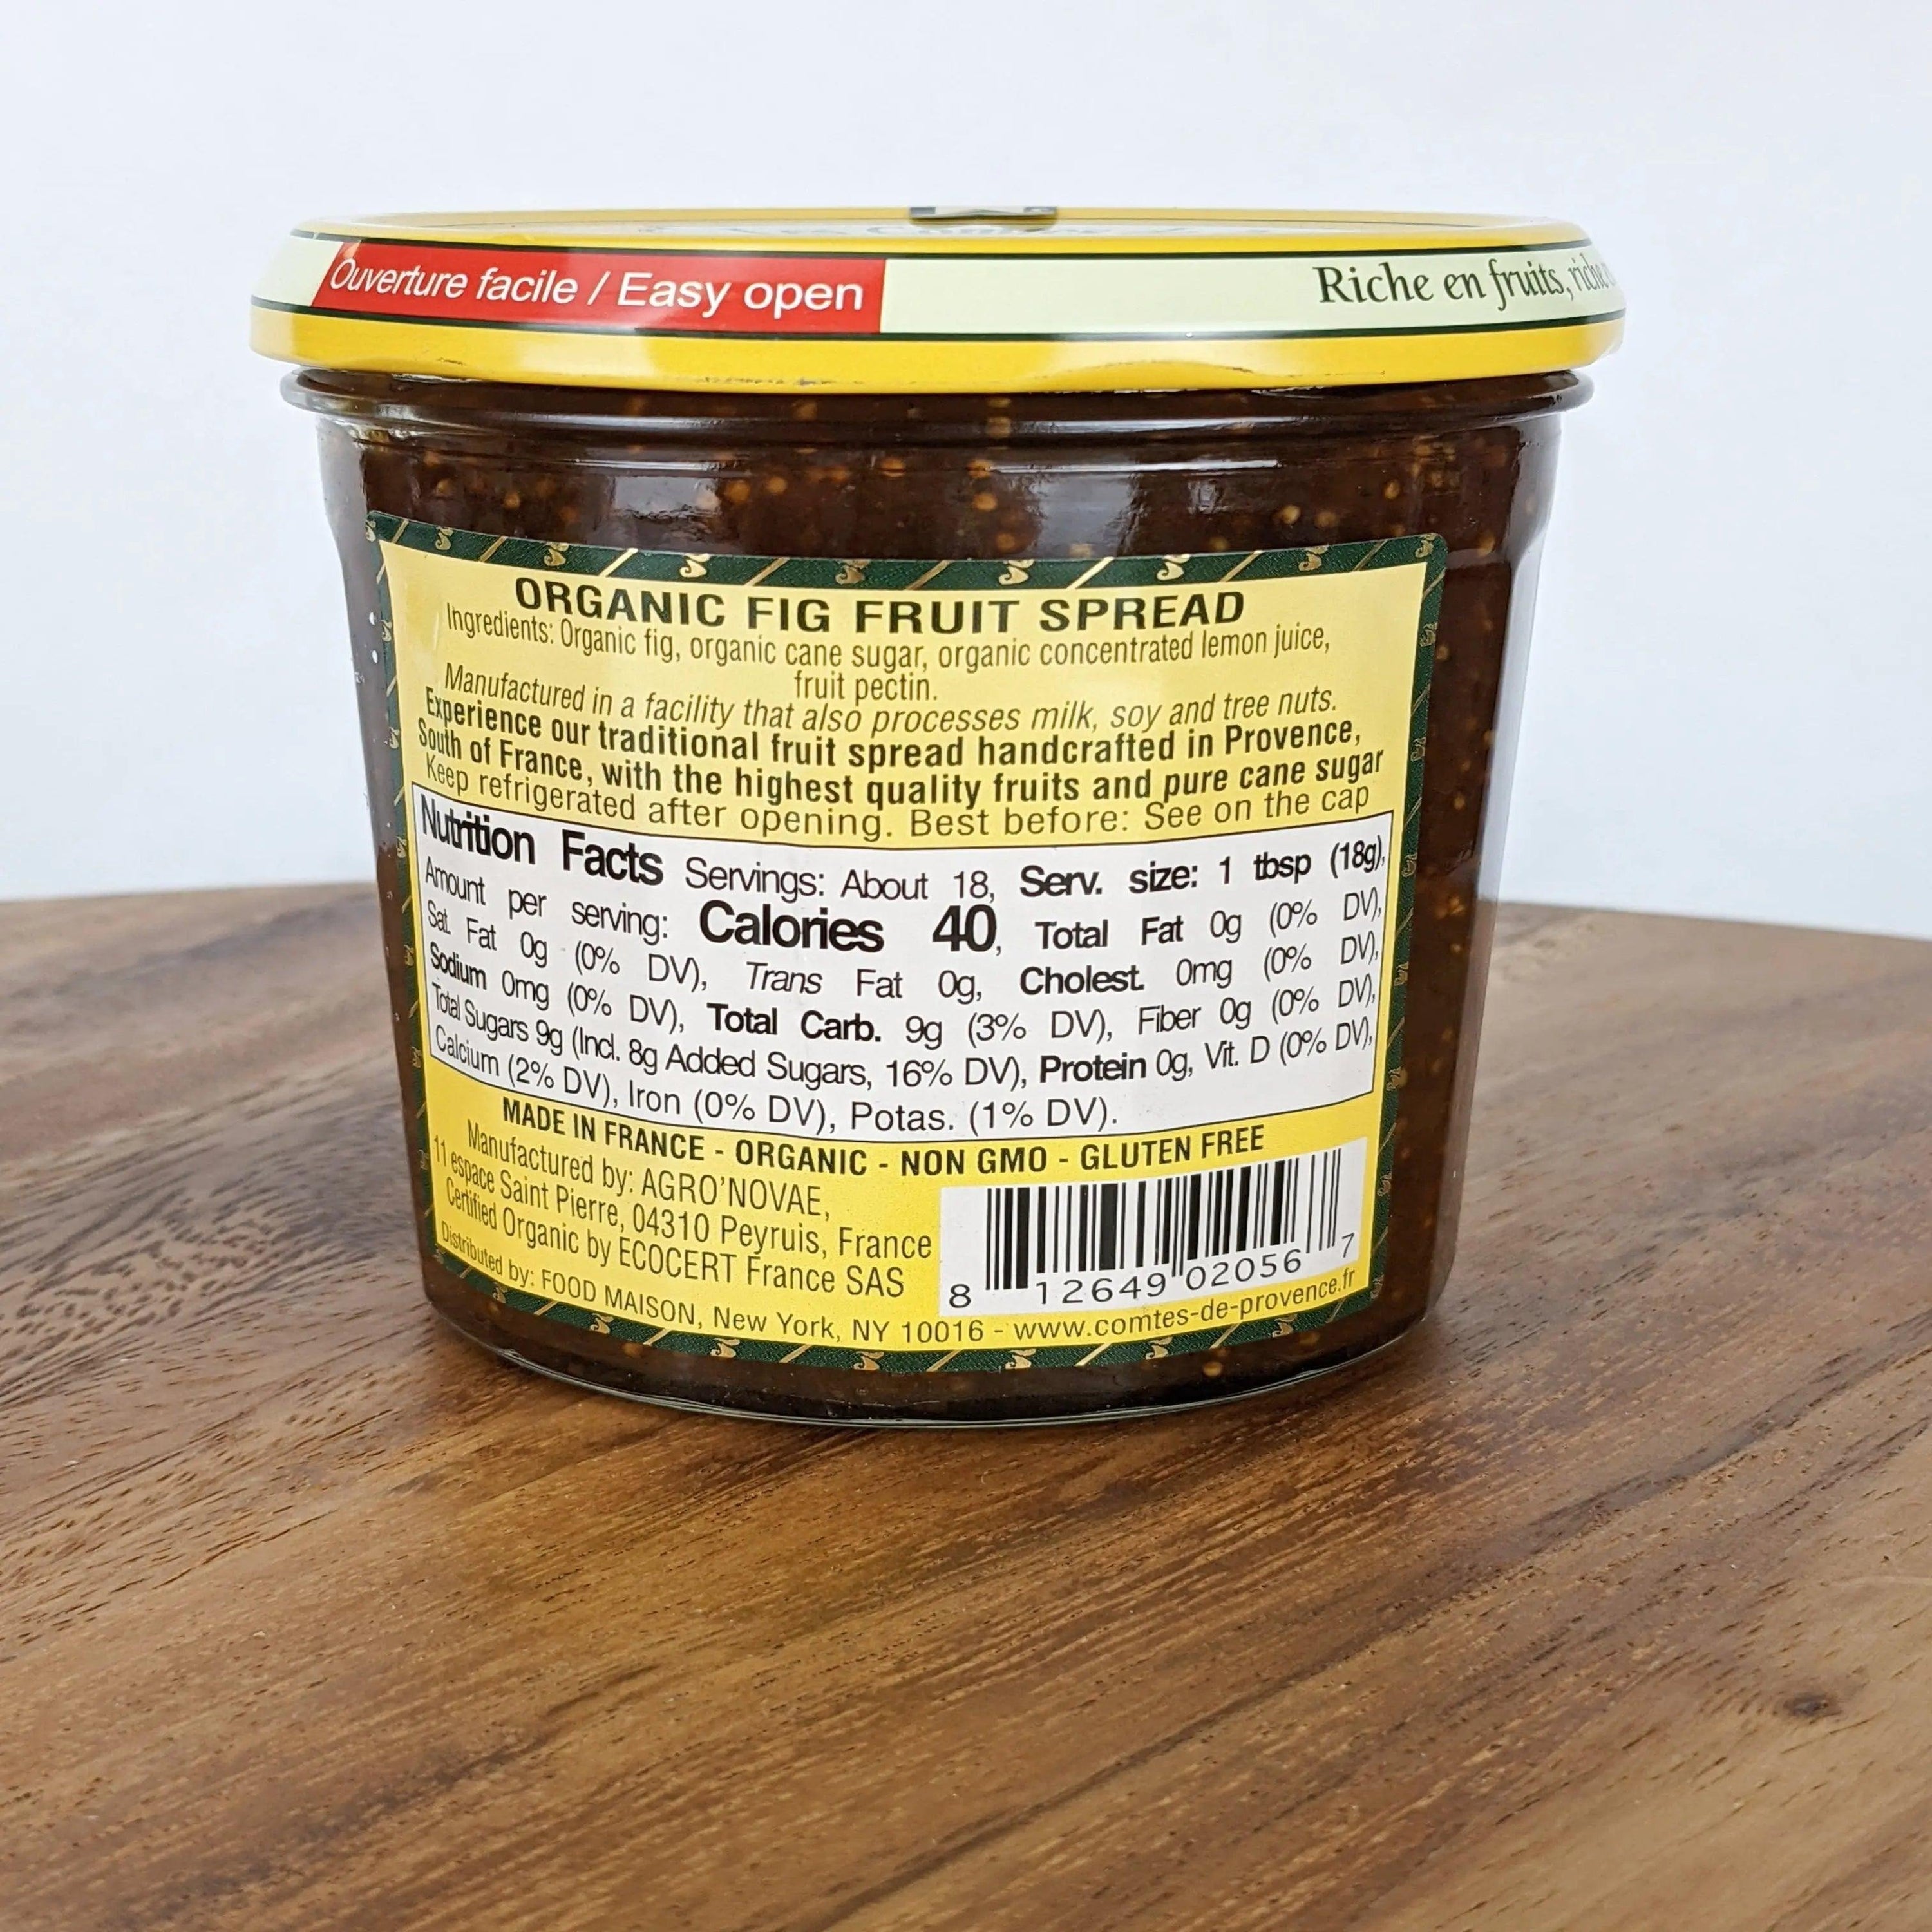 Ouverture facile / Easy open
Riche en fruits,
ORGANIC FIG FRUIT SPREAD
Ingredients: Organic fig, organic cane sugar, organic concentrated lemon juice,
fruit pectin.
Manufactured in a facility that also processes milk, soy and tree nuts.
Experience our traditional fruit spread handcrafted in Provence,
South of France, with the highest quality fruits and pure cane sugar
Keep refrigerated after opening. Best before: See on the cap
Nutrition Facts Servings: About 18, Serv. size: 1 tbsp (18g),
Amount per serving: Calories 40, Total Fat 0g (0% DV),
Sat. Fat 0g (0% DV), Trans Fat 0g, Cholest. 0mg (0% DV),
Sodium 0mg (0% DV), Total Carb. 9g (3% DV), Fiber 0g (0% DV),
Total Sugars 9g (Incl. 8g Added Sugars, 16% DV), Protein 0g, Vit. D (0% DV),
Calcium (2% DV), Iron (0% DV), Potas. (1% DV).
MADE IN FRANCE - ORGANIC - NON GMO - GLUTEN FREE
Manufactured by: AGRO'NOVAE,
11 espace Saint Pierre, 04310 Peyruis, France
Certified Organic by ECOCERT France SAS
8 12649 02056 7
Distributed by: FOOD MAISON, New York, NY 10016 - www.comtes-de-provence.fr